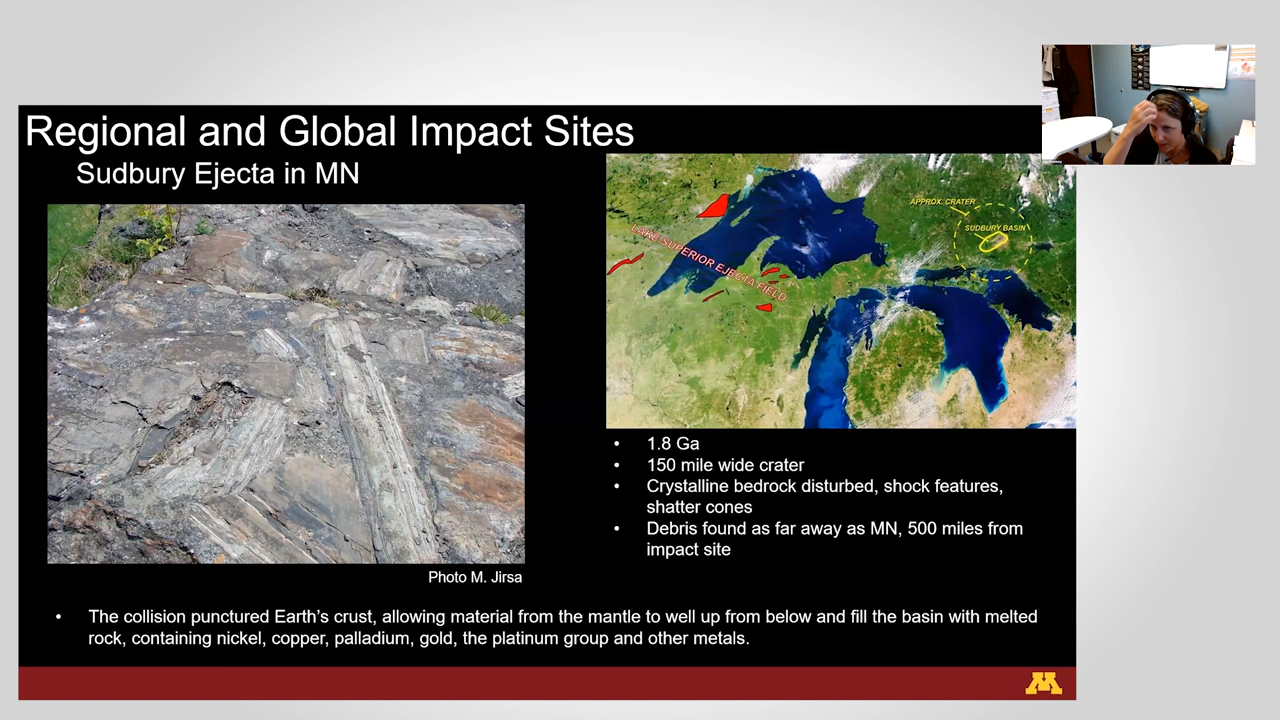 Regional and Global Impact Sites
Sudbury Ejecta in MN
APPROX. CRATER
SUDBURY BASIN
LAKE SUPERIOR EJECTA FIELD
• 1.8 Ga
• 150 mile wide crater
• Crystalline bedrock disturbed, shock features,
shatter cones
• Debris found as far away as MN, 500 miles from
impact site
Photo M. Jirsa
• The collision punctured Earth’s crust, allowing material from the mantle to well up from below and fill the basin with melted
rock, containing nickel, copper, palladium, gold, the platinum group and other metals.
M